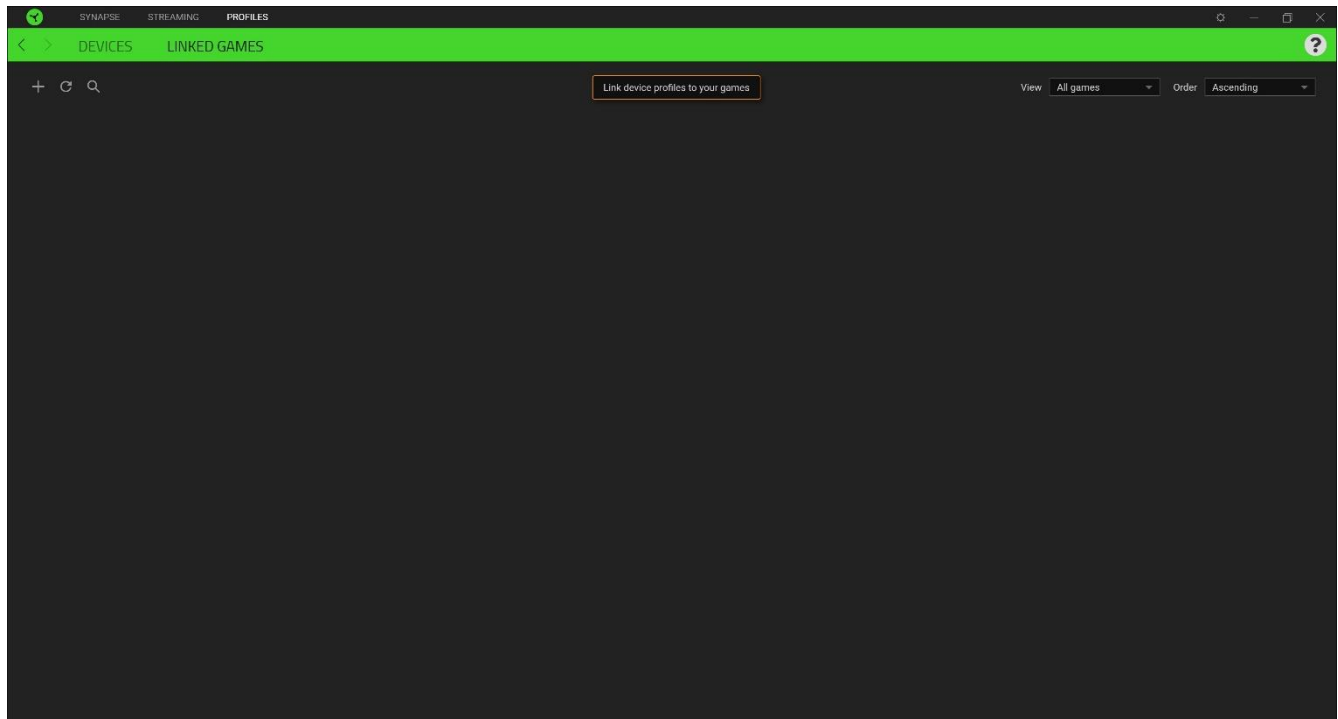 SYNAPSE STREAMING PROFILES
DEVICES LINKED GAMES ?
Link device profiles to your games View All games Order Ascending